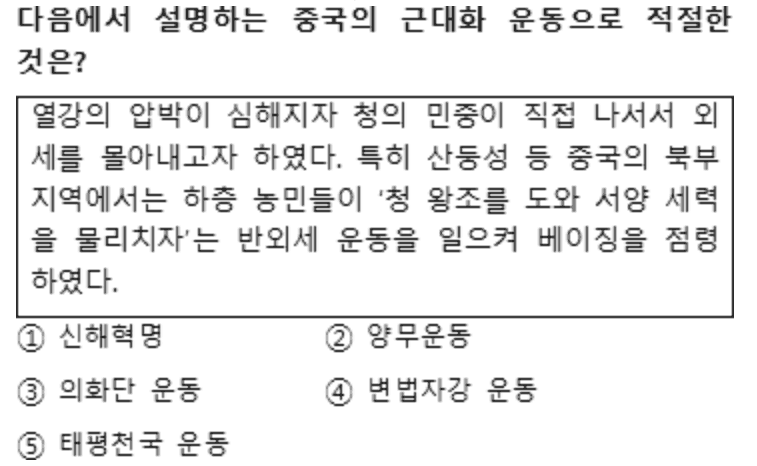 다음에서 설명하는 중국의 근대화 운동으로 적절한
것은?
열강의 압박이 심해지자 청의 민중이 직접 나서서 외
세를 몰아내고자 하였다. 특히 산둥성 등 중국의 북부
지역에서는 하층 농민들이 '청 왕조를 도와 서양 세력
을 물리치자'는 반외세 운동을 일으켜 베이징을 점령
하였다.
① 신해혁명 ② 양무운동
③ 의화단 운동 ④ 변법자강 운동
⑤ 태평천국 운동